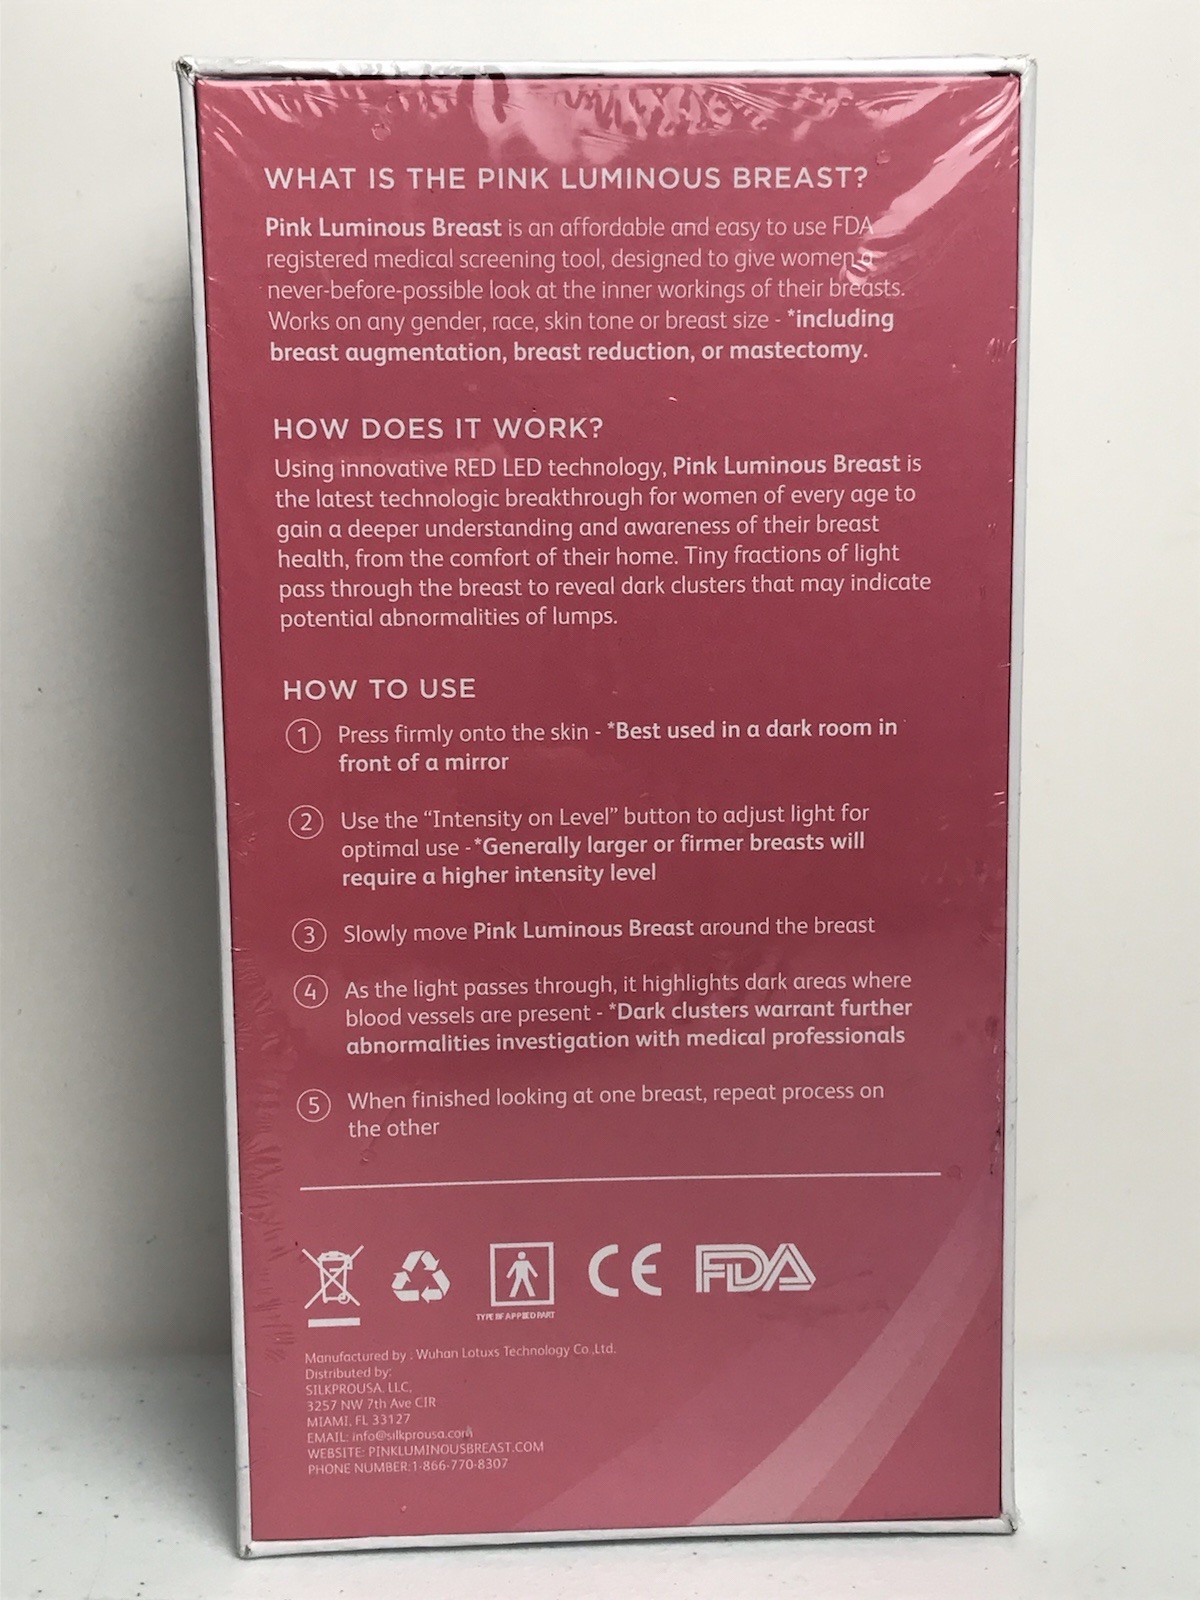 WHAT IS THE PINK LUMINOUS BREAST?
Pink Luminous Breast is an affordable and easy to use FDA
registered medical screening tool, designed to give women a
never-before-possible look at the inner workings of their breasts.
Works on any gender, race, skin tone or breast size - *including
breast augmentation, breast reduction, or mastectomy.
HOW DOES IT WORK?
Using innovative RED LED technology, Pink Luminous Breast is
the latest technologic breakthrough for women of every age to
gain a deeper understanding and awareness of their breast
health, from the comfort of their home. Tiny fractions of light
pass through the breast to reveal dark clusters that may indicate
potential abnormalities of lumps.
HOW TO USE
1 Press firmly onto the skin - *Best used in a dark room in
front of a mirror
2 Use the “Intensity on Level” button to adjust light for
optimal use - *Generally larger or firmer breasts will
require a higher intensity level
3 Slowly move Pink Luminous Breast around the breast
4 As the light passes through, it highlights dark areas where
blood vessels are present - *Dark clusters warrant further
abnormalities investigation with medical professionals
5 When finished looking at one breast, repeat process on
the other
CE FDA
TYPE BF APPLIED PART
Manufactured by : Wuhan Lotuxs Technology Co.,Ltd.
Distributed by:
SILKPROUSA, LLC,
3257 NW 7th Ave CIR
MIAMI, FL 33127
EMAIL: info@silkprousa.com
WEBSITE: PINKLUMINOUSBREAST.COM
PHONE NUMBER:1-866-770-8307